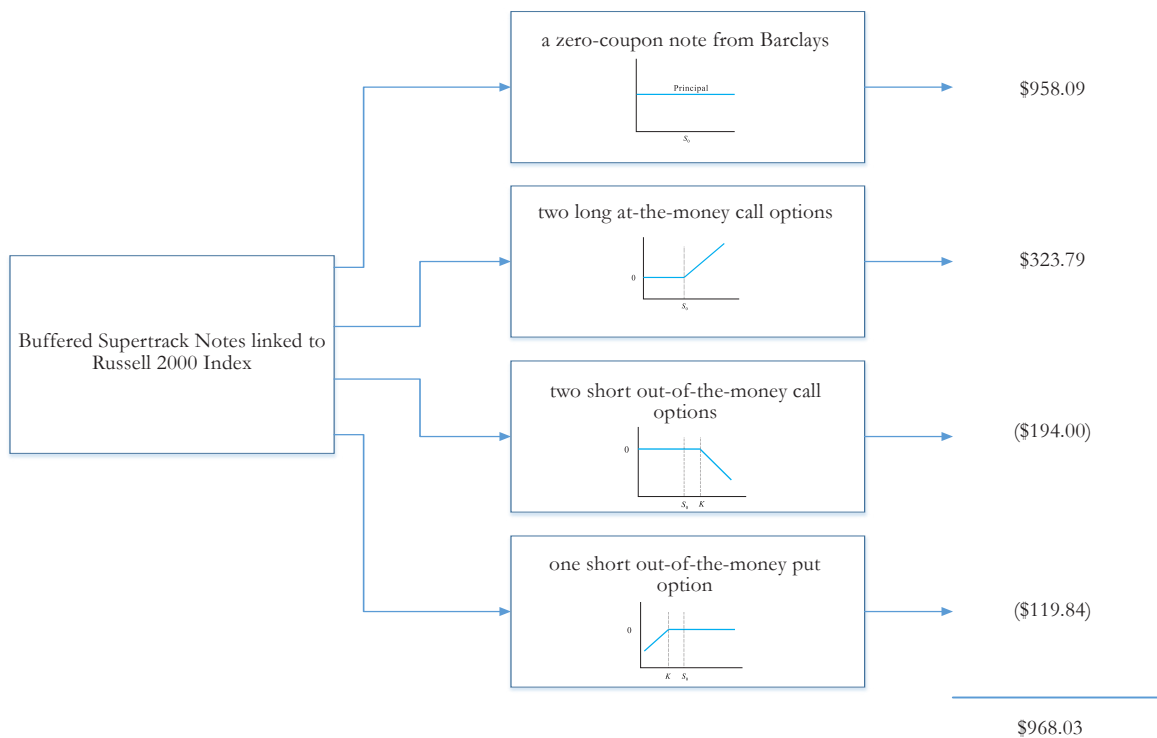 a zero-coupon note from Barclays
Principal
S₀
$958.09
two long at-the-money call options
0
S₀
$323.79
Buffered Supertrack Notes linked to
Russell 2000 Index
two short out-of-the-money call
options
0
S₀ K
($194.00)
one short out-of-the-money put
option
0
K S₀
($119.84)
$968.03